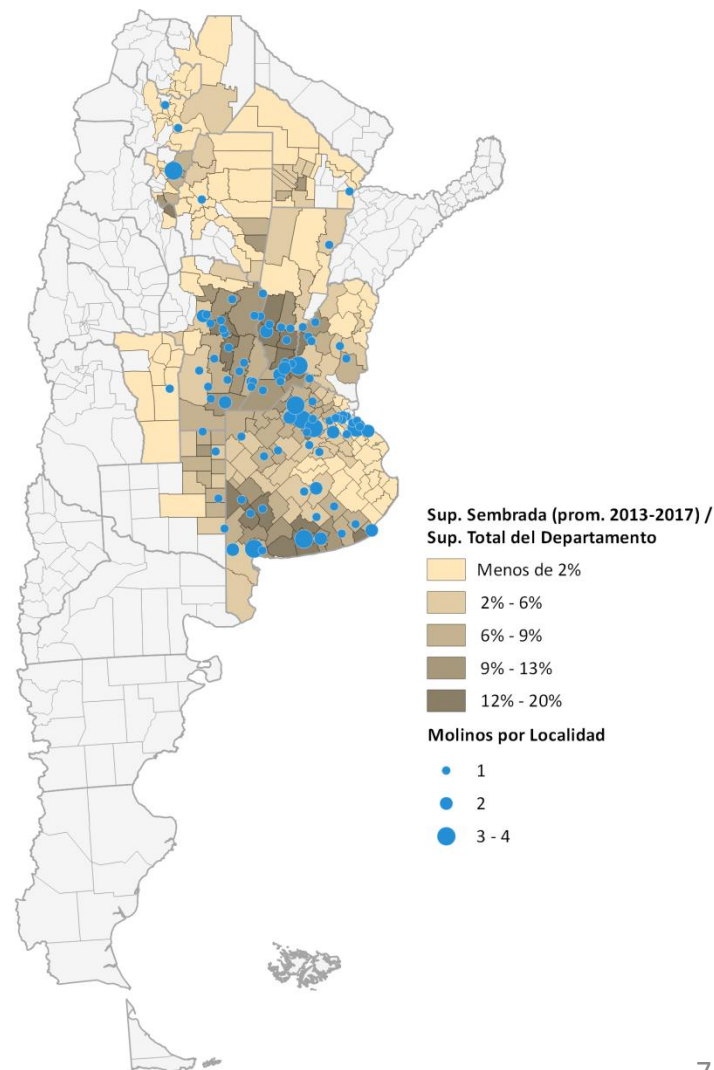 Sup. Sembrada (prom. 2013-2017) /
Sup. Total del Departamento
Menos de 2%
2% - 6%
6% - 9%
9% - 13%
12% - 20%
Molinos por Localidad
1
2
3 - 4
7